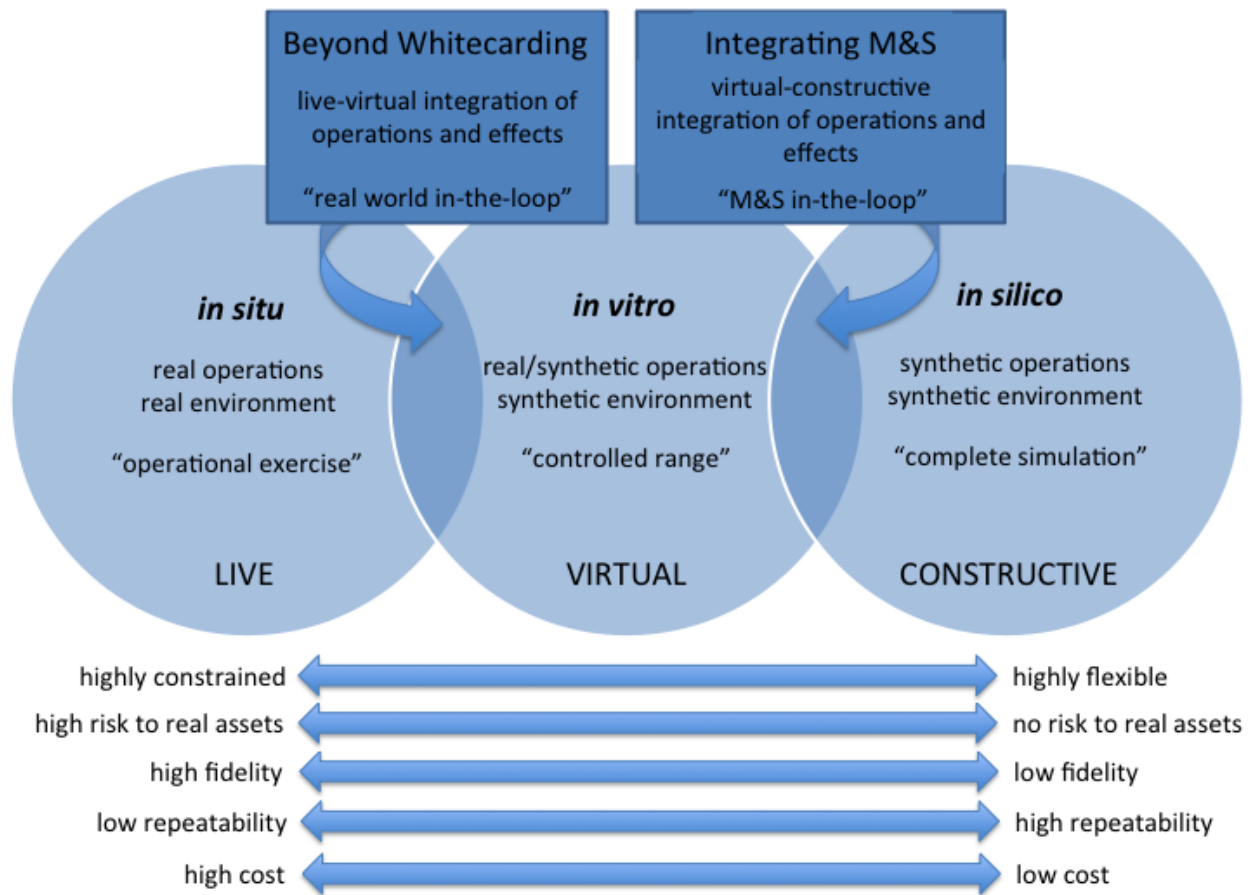 Beyond Whitecarding
live-virtual integration of
operations and effects
“real world in-the-loop”
Integrating M&S
virtual-constructive
integration of operations and
effects
“M&S in-the-loop”
in situ
real operations
real environment
“operational exercise”
LIVE
in vitro
real/synthetic operations
synthetic environment
“controlled range”
VIRTUAL
in silico
synthetic operations
synthetic environment
“complete simulation”
CONSTRUCTIVE
highly constrained
highly flexible
high risk to real assets
no risk to real assets
high fidelity
low fidelity
low repeatability
high repeatability
high cost
low cost